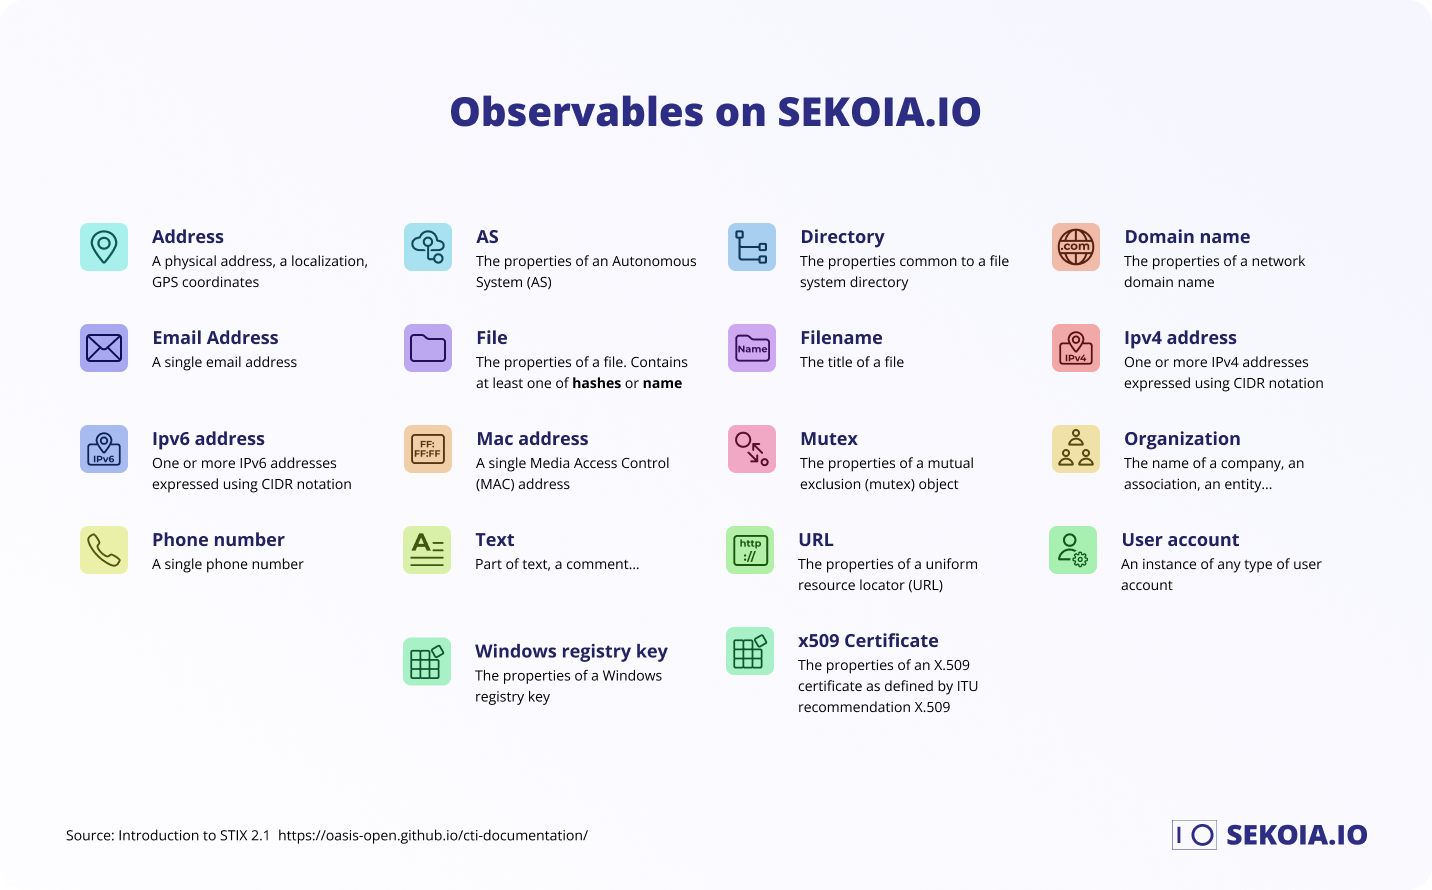 Observables on SEKOIA.IO
Address
A physical address, a localization,
GPS coordinates
AS
The properties of an Autonomous
System (AS)
Directory
The properties common to a file
system directory
.com
Domain name
The properties of a network
domain name
Email Address
A single email address
File
The properties of a file. Contains
at least one of hashes or name
Name
Filename
The title of a file
IPv4
Ipv4 address
One or more IPv4 addresses
expressed using CIDR notation
IPv6
Ipv6 address
One or more IPv6 addresses
expressed using CIDR notation
FF:
FF:FF
Mac address
A single Media Access Control
(MAC) address
Mutex
The properties of a mutual
exclusion (mutex) object
Organization
The name of a company, an
association, an entity...
Phone number
A single phone number
A
Text
Part of text, a comment...
http
://
URL
The properties of a uniform
resource locator (URL)
User account
An instance of any type of user
account
Windows registry key
The properties of a Windows
registry key
x509 Certificate
The properties of an X.509
certificate as defined by ITU
recommendation X.509
Source: Introduction to STIX 2.1 https://oasis-open.github.io/cti-documentation/
IO SEKOIA.IO